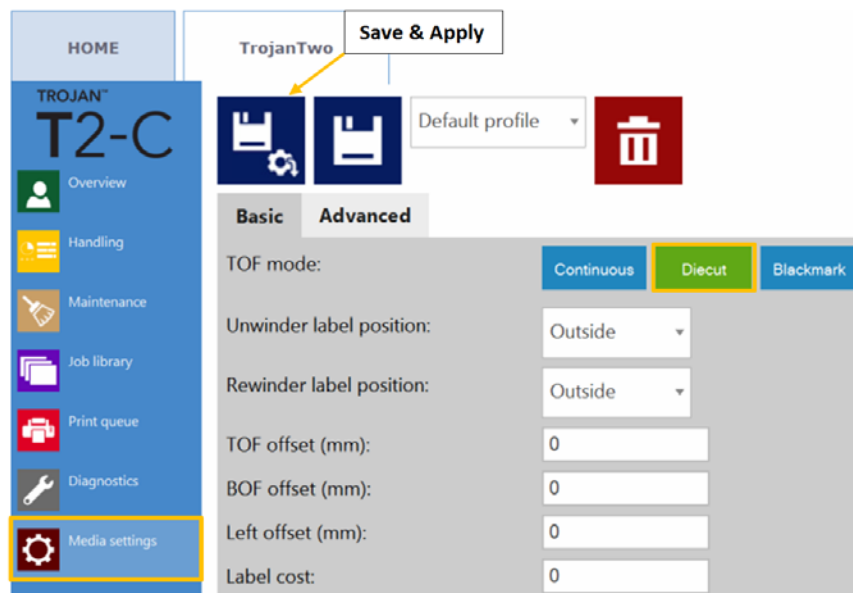 Save & Apply
HOME
TrojanTwo
TROJAN™
T2-C
Default profile
Overview
Handling
Maintenance
Job library
Print queue
Diagnostics
Media settings
Basic
Advanced
TOF mode:
Continuous
Diecut
Blackmark
Unwinder label position:
Outside
Rewinder label position:
Outside
TOF offset (mm):
0
BOF offset (mm):
0
Left offset (mm):
0
Label cost:
0